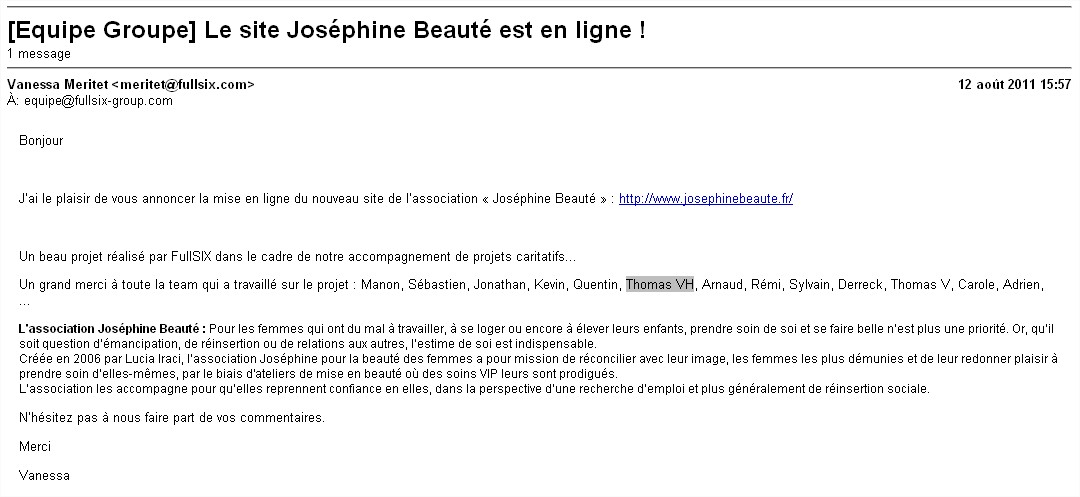 [Equipe Groupe] Le site Joséphine Beauté est en ligne !
1 message
Vanessa Meritet <meritet@fullsix.com> 12 août 2011 15:57
À: equipe@fullsix-group.com
Bonjour
J'ai le plaisir de vous annoncer la mise en ligne du nouveau site de l'association « Joséphine Beauté » : http://www.josephinebeaute.fr/
Un beau projet réalisé par FullSIX dans le cadre de notre accompagnement de projets caritatifs...
Un grand merci à toute la team qui a travaillé sur le projet : Manon, Sébastien, Jonathan, Kevin, Quentin, Thomas VH, Arnaud, Rémi, Sylvain, Derreck, Thomas V, Carole, Adrien,
...
L'association Joséphine Beauté : Pour les femmes qui ont du mal à travailler, à se loger ou encore à élever leurs enfants, prendre soin de soi et se faire belle n'est plus une priorité. Or, qu'il
soit question d'émancipation, de réinsertion ou de relations aux autres, l'estime de soi est indispensable.
Créée en 2006 par Lucia Iraci, l'association Joséphine pour la beauté des femmes a pour mission de réconcilier avec leur image, les femmes les plus démunies et de leur redonner plaisir à
prendre soin d'elles-mêmes, par le biais d'ateliers de mise en beauté où des soins VIP leurs sont prodigués.
L'association les accompagne pour qu'elles reprennent confiance en elles, dans la perspective d'une recherche d'emploi et plus généralement de réinsertion sociale.
N'hésitez pas à nous faire part de vos commentaires.
Merci
Vanessa